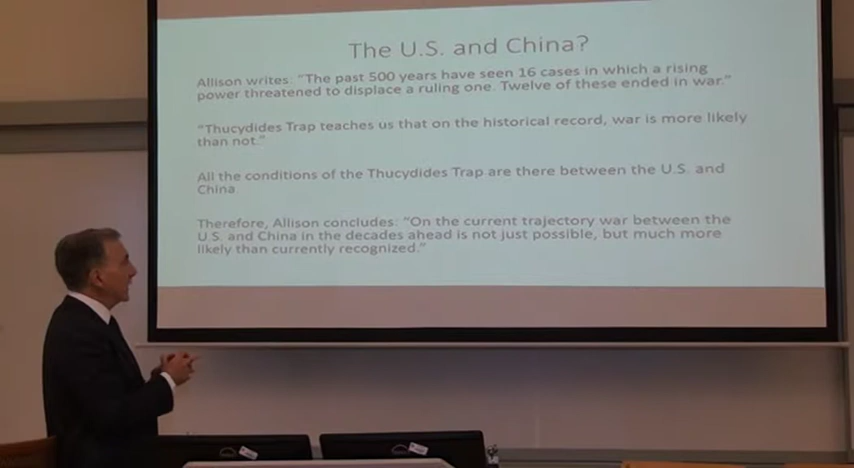 The U.S. and China?
Allison writes: "The past 500 years have seen 16 cases in which a rising
power threatened to displace a ruling one. Twelve of these ended in war."
"Thucydides Trap teaches us that on the historical record, war is more likely
than not."
All the conditions of the Thucydides Trap are there between the U.S. and
China.
Therefore, Allison concludes: "On the current trajectory war between the
U.S. and China in the decades ahead is not just possible, but much more
likely than currently recognized."